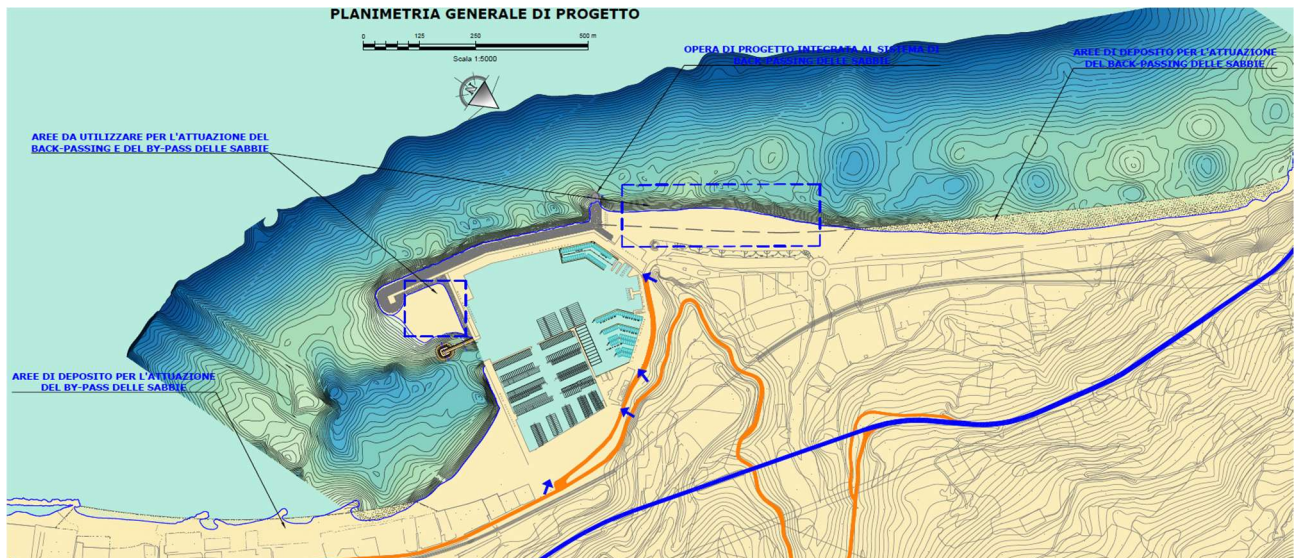 PLANIMETRIA GENERALE DI PROGETTO
0 125 250 500 m
Scala 1:5000
N
OPERA DI PROGETTO INTEGRATA AL SISTEMA DI
BACK-PASSING DELLE SABBIE
AREE DI DEPOSITO PER L'ATTUAZIONE
DEL BACK-PASSING DELLE SABBIE
AREE DA UTILIZZARE PER L'ATTUAZIONE DEL
BACK-PASSING E DEL BY-PASS DELLE SABBIE
AREE DI DEPOSITO PER L'ATTUAZIONE
DEL BY-PASS DELLE SABBIE